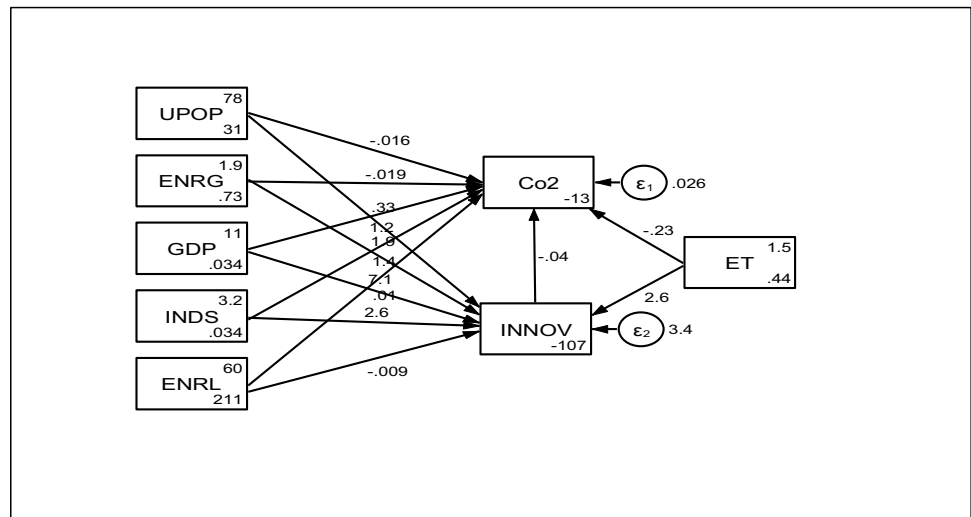 78
UPOP
31
-.016
1.9
ENRG
.73
-.019
Co2
-13
ε₁
.026
.33
11
GDP
.034
1.2
1.9
-.23
1.5
ET
.44
-.04
1.4
7.1
3.2
INDS
.034
.01
2.6
2.6
INNOV
-107
ε₂
3.4
60
ENRL
211
-.009